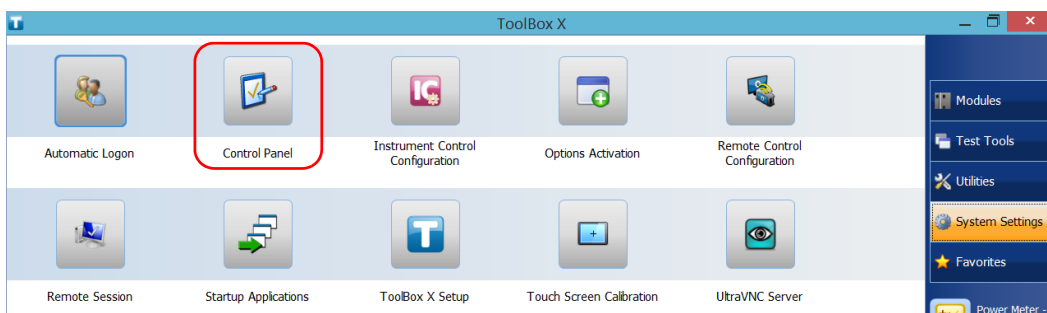 ToolBox X
Automatic Logon
Control Panel
IC
Instrument Control
Configuration
Options Activation
Remote Control
Configuration
Remote Session
Startup Applications
T
ToolBox X Setup
Touch Screen Calibration
UltraVNC Server
Modules
Test Tools
Utilities
System Settings
Favorites
Power Meter -